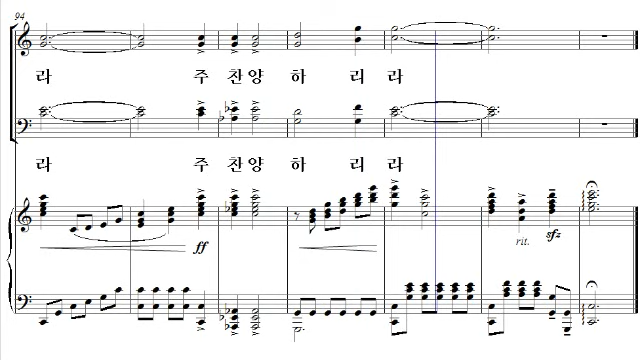 94
라 주 찬 양 하 리 라
라 주 찬 양 하 리 라
ff
rit.
sfz